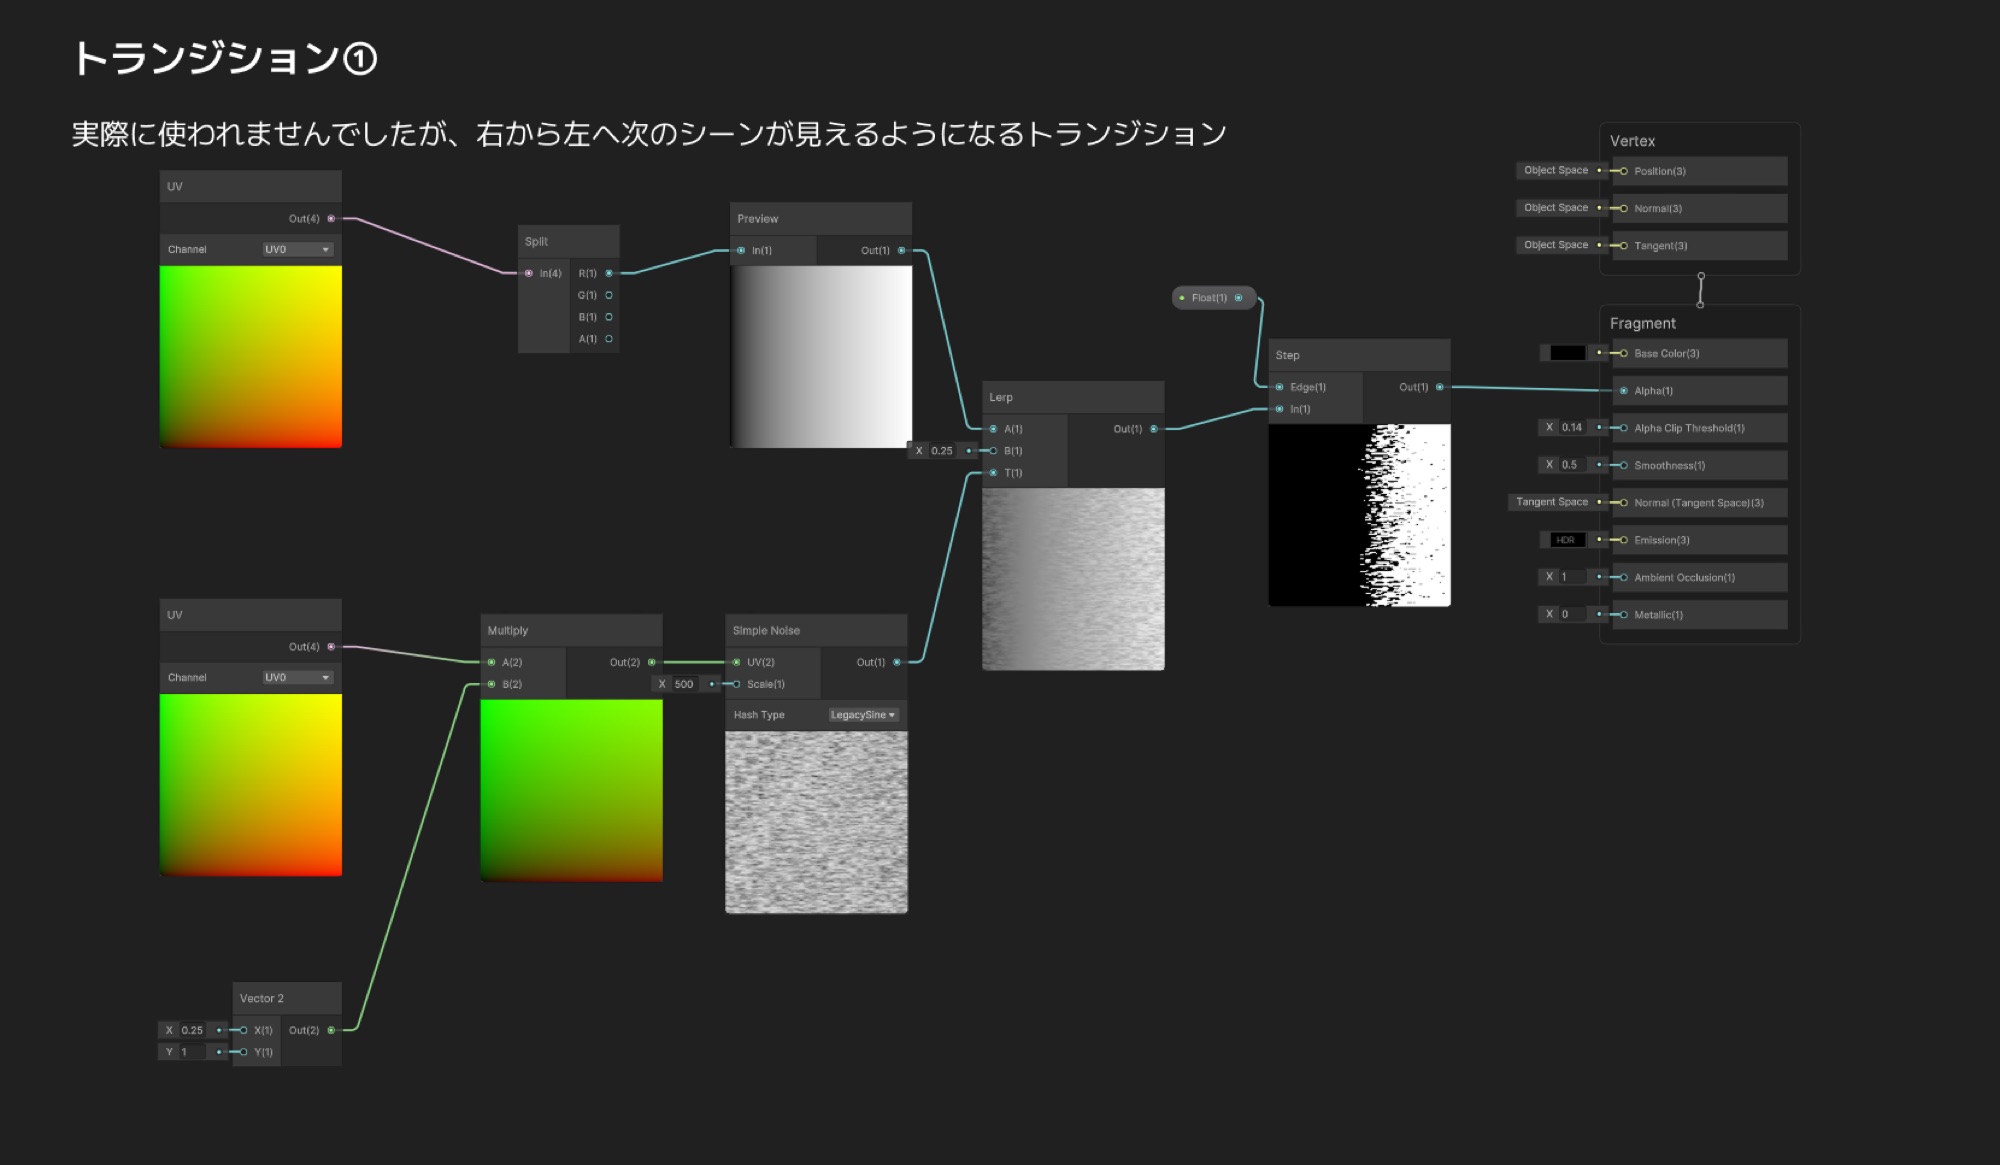 トランジション①
実際に使われませんでしたが、右から左へ次のシーンが見えるようになるトランジション
UV
Out(4)
Channel
UV0
Split
In(4)
R(1)
G(1)
B(1)
A(1)
Preview
In(1)
Out(1)
Float(1)
Lerp
A(1)
Out(1)
X 0.25
B(1)
T(1)
Step
Edge(1)
Out(1)
In(1)
Vertex
Object Space
Position(3)
Object Space
Normal(3)
Object Space
Tangent(3)
Fragment
Base Color(3)
Alpha(1)
X 0.14
Alpha Clip Threshold(1)
X 0.5
Smoothness(1)
Tangent Space
Normal (Tangent Space)(3)
HDR
Emission(3)
X 1
Ambient Occlusion(1)
X 0
Metallic(1)
UV
Out(4)
Channel
UV0
Multiply
A(2)
Out(2)
B(2)
Simple Noise
UV(2)
Out(1)
X 500
Scale(1)
Hash Type
LegacySine
Vector 2
X 0.25
X(1)
Out(2)
Y 1
Y(1)